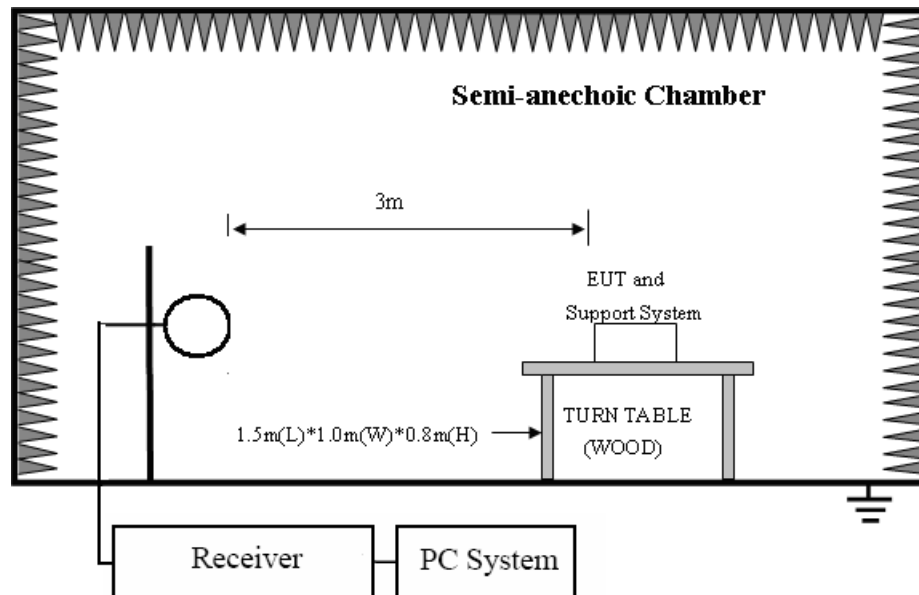 Semi-anechoic Chamber
3m
EUT and
Support System
1.5m(L)*1.0m(W)*0.8m(H)
TURN TABLE
(WOOD)
Receiver
PC System